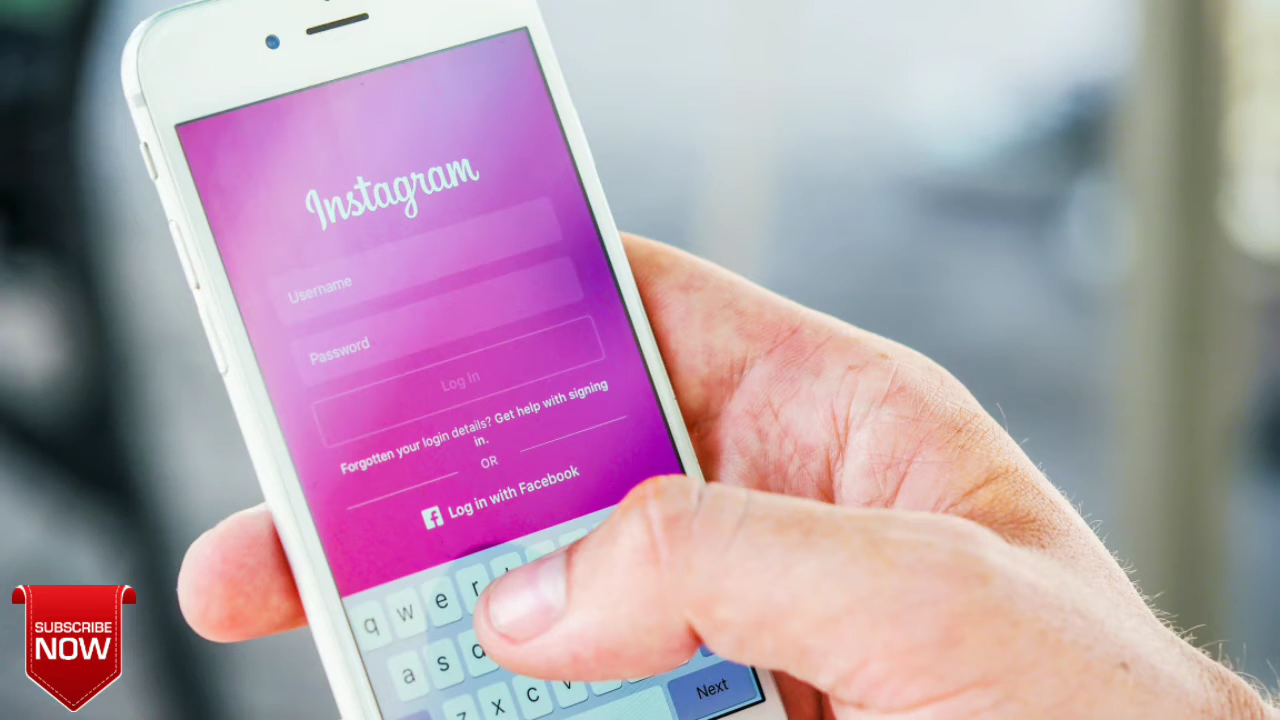 Instagram
Username
Password
Log In
Forgotten your login details? Get help with signing
in.
OR
Log in with Facebook
q w e r
a s d
z x c v
Next
SUBSCRIBE
NOW